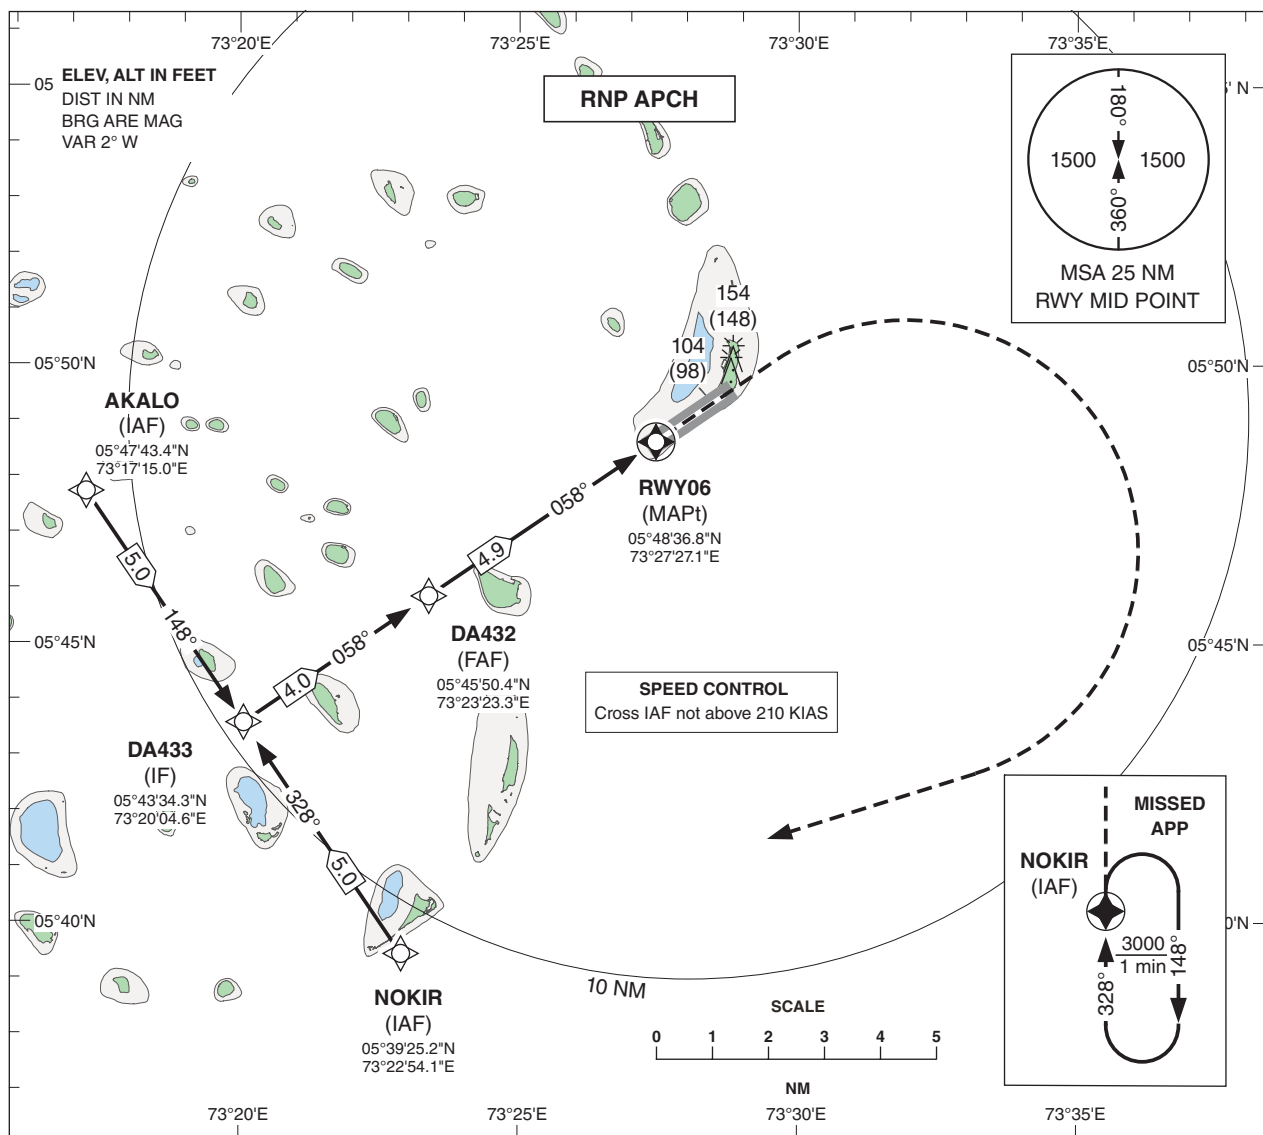 73°20'E
73°25'E
73°30'E
73°35'E
ELEV, ALT IN FEET
DIST IN NM
BRG ARE MAG
VAR 2° W
05
RNP APCH
5' N
180°
1500
1500
360°
MSA 25 NM
RWY MID POINT
154
(148)
104
(98)
05°50'N
05°50'N
AKALO
(IAF)
05°47'43.4"N
73°17'15.0"E
RWY06
(MAPt)
05°48'36.8"N
73°27'27.1"E
058°
4.9
5.0
148°
058°
4.0
DA432
(FAF)
05°45'50.4"N
73°23'23.3"E
05°45'N
05°45'N
SPEED CONTROL
Cross IAF not above 210 KIAS
DA433
(IF)
05°43'34.3"N
73°20'04.6"E
328°
5.0
MISSED
APP
NOKIR
(IAF)
3000
1 min
328°
148°
05°40'N
0'N
NOKIR
(IAF)
05°39'25.2"N
73°22'54.1"E
10 NM
SCALE
0 1 2 3 4 5
NM
73°20'E
73°25'E
73°30'E
73°35'E